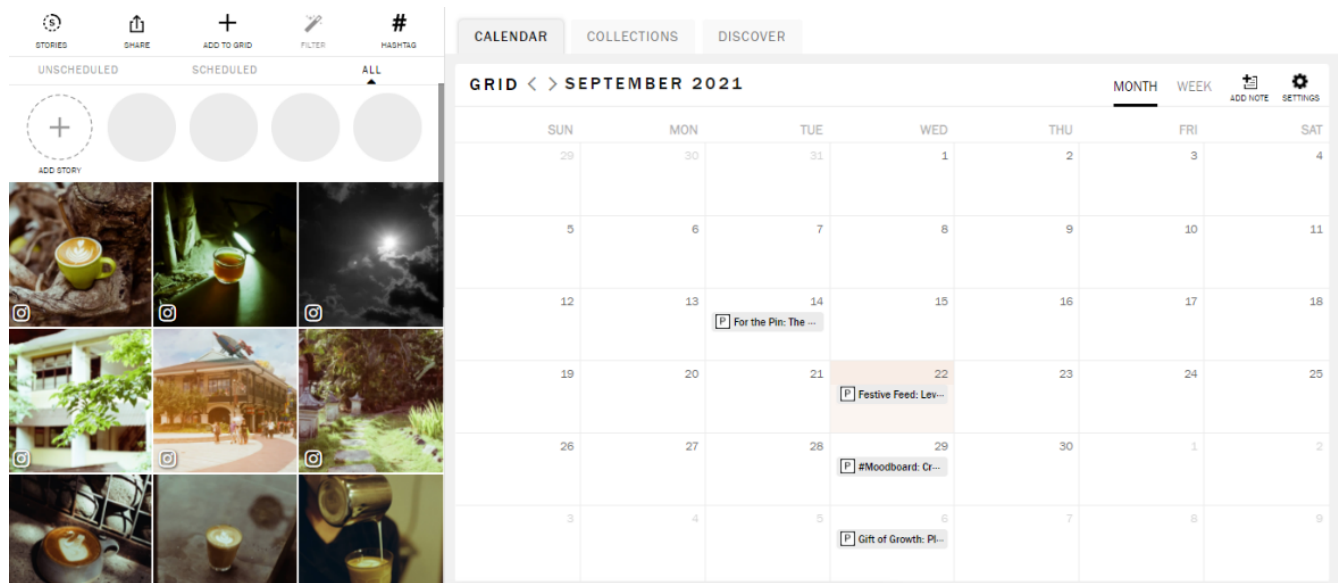 STORIES SHARE ADD TO GRID FILTER # HASHTAG
UNSCHEDULED SCHEDULED ALL
ADD STORY
CALENDAR COLLECTIONS DISCOVER
GRID < > SEPTEMBER 2021 MONTH WEEK ADD NOTE SETTINGS
SUN MON TUE WED THU FRI SAT
29 30 31 1 2 3 4
5 6 7 8 9 10 11
12 13 14 15 16 17 18
P For the Pin: The ...
19 20 21 22 23 24 25
P Festive Feed: Lev...
26 27 28 29 30 1 2
P #Moodboard: Cr...
3 4 5 6 7 8 9
P Gift of Growth: Pl...